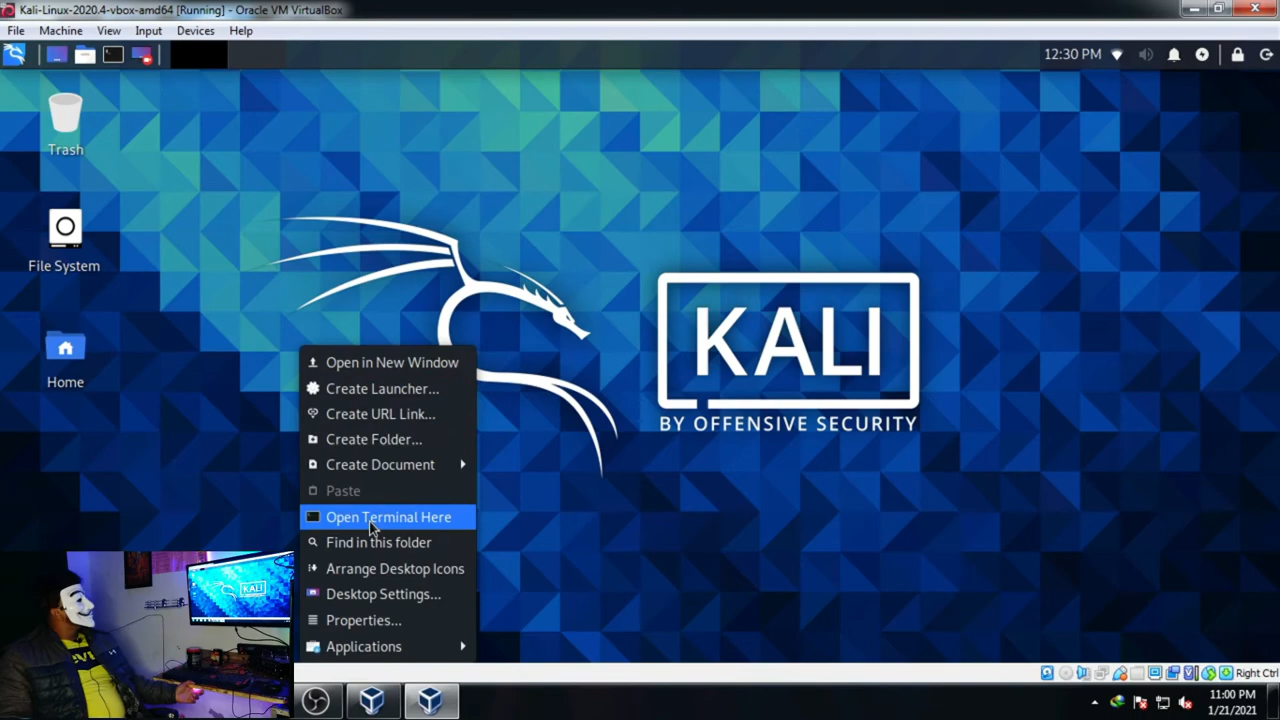 Kali-Linux-2020.4-vbox-amd64 [Running] - Oracle VM VirtualBox
File Machine View Input Devices Help
12:30 PM
Trash
File System
Home
KALI
BY OFFENSIVE SECURITY
Open in New Window
Create Launcher...
Create URL Link...
Create Folder...
Create Document
Paste
Open Terminal Here
Find in this folder
Arrange Desktop Icons
Desktop Settings...
Properties...
Applications
Right Ctrl
11:00 PM
1/21/2021